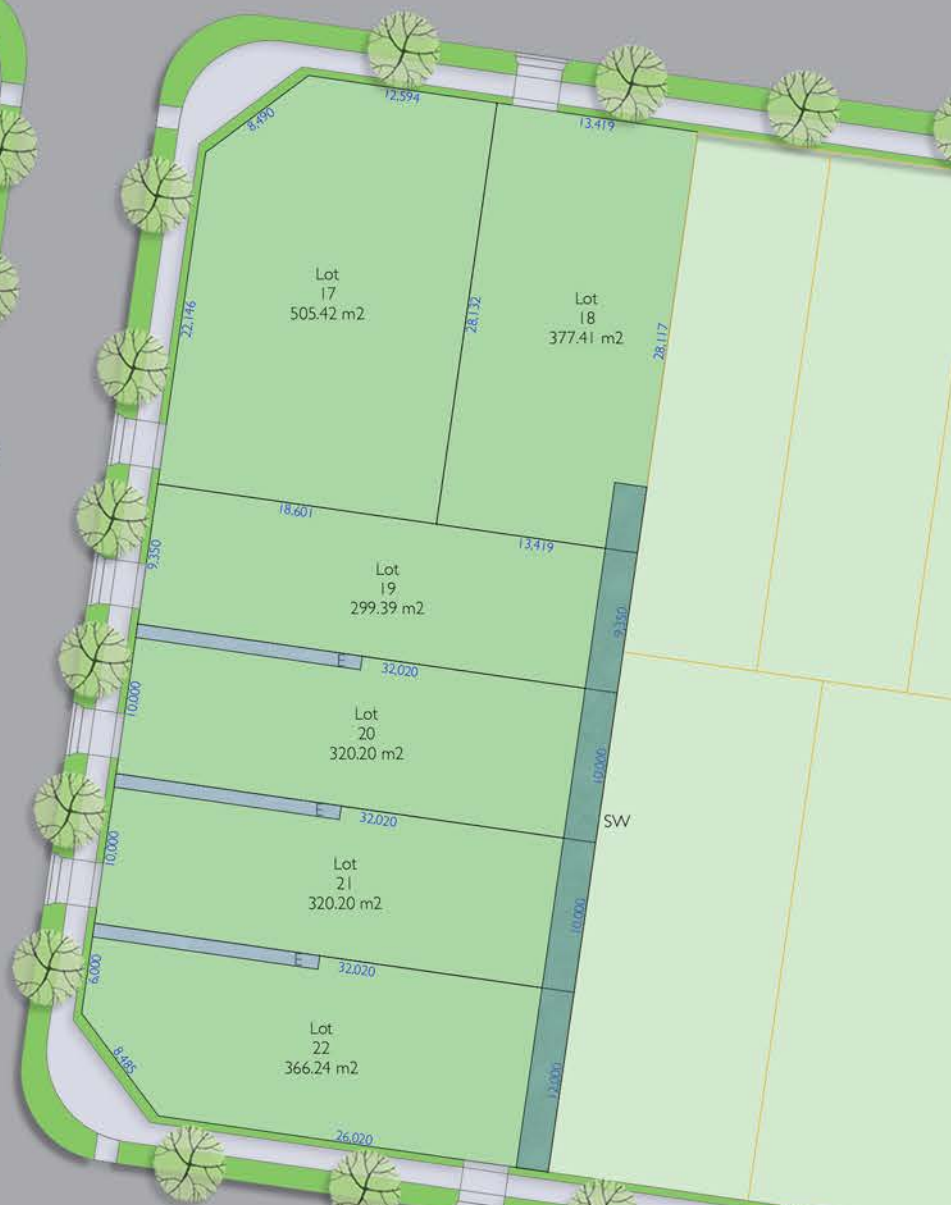 12.594
8.490
13.419
Lot
17
505.42 m2
22.146
28.132
Lot
18
377.41 m2
28.117
18.601
13.419
9.350
Lot
19
299.39 m2
9.350
E
32.020
10.000
Lot
20
320.20 m2
10.000
E
32.020
SW
10.000
Lot
21
320.20 m2
10.000
E
32.020
6.000
Lot
22
366.24 m2
8.485
12.000
26.020